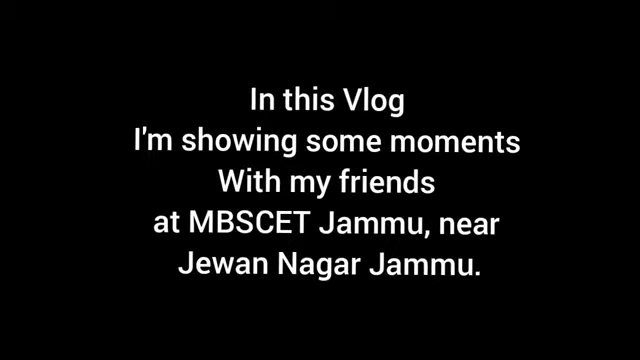 In this Vlog
I'm showing some moments
With my friends
at MBSCET Jammu, near
Jewan Nagar Jammu.